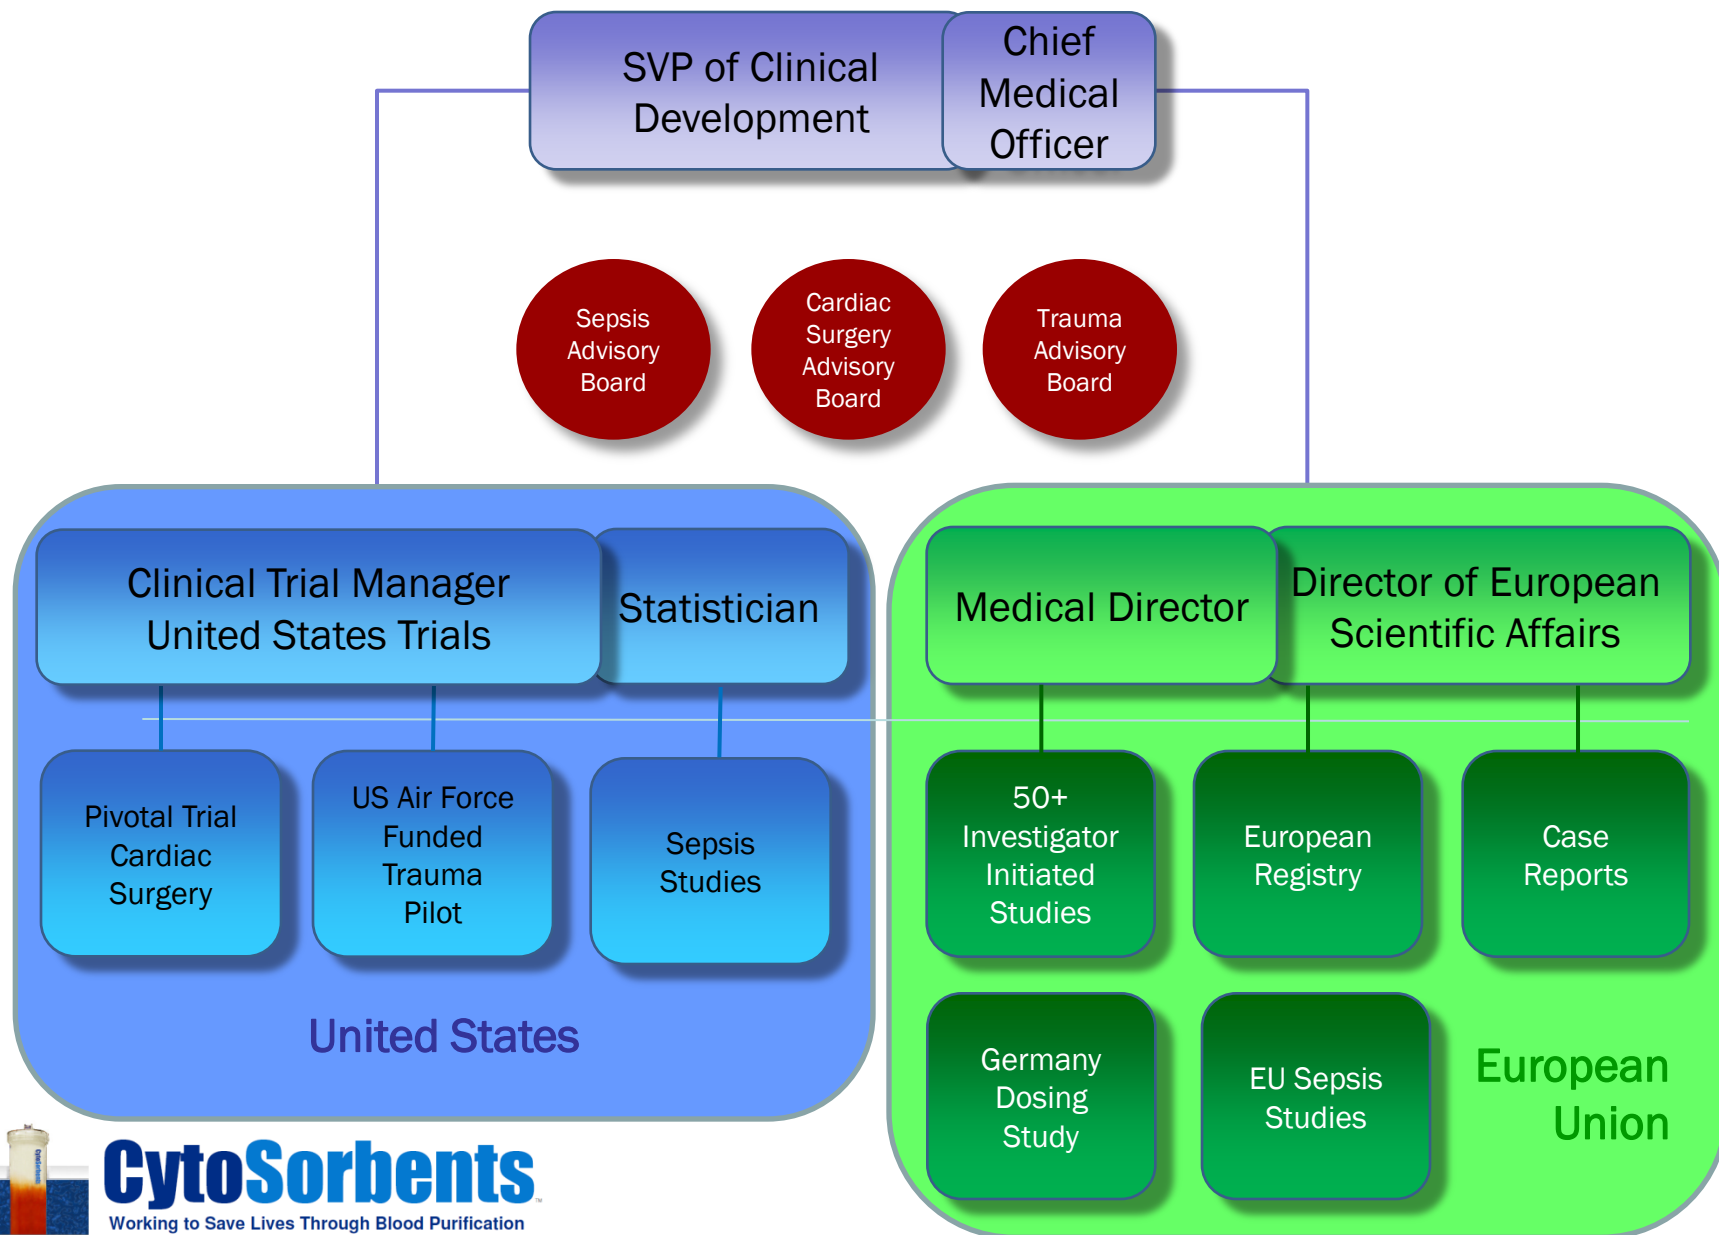 SVP of Clinical
Development
Chief
Medical
Officer
Sepsis
Advisory
Board
Cardiac
Surgery
Advisory
Board
Trauma
Advisory
Board
Clinical Trial Manager
United States Trials
Statistician
Medical Director
Director of European
Scientific Affairs
Pivotal Trial
Cardiac
Surgery
US Air Force
Funded
Trauma
Pilot
Sepsis
Studies
50+
Investigator
Initiated
Studies
European
Registry
Case
Reports
United States
Germany
Dosing
Study
EU Sepsis
Studies
European
Union
CytoSorbents
CytoSorbents™
Working to Save Lives Through Blood Purification